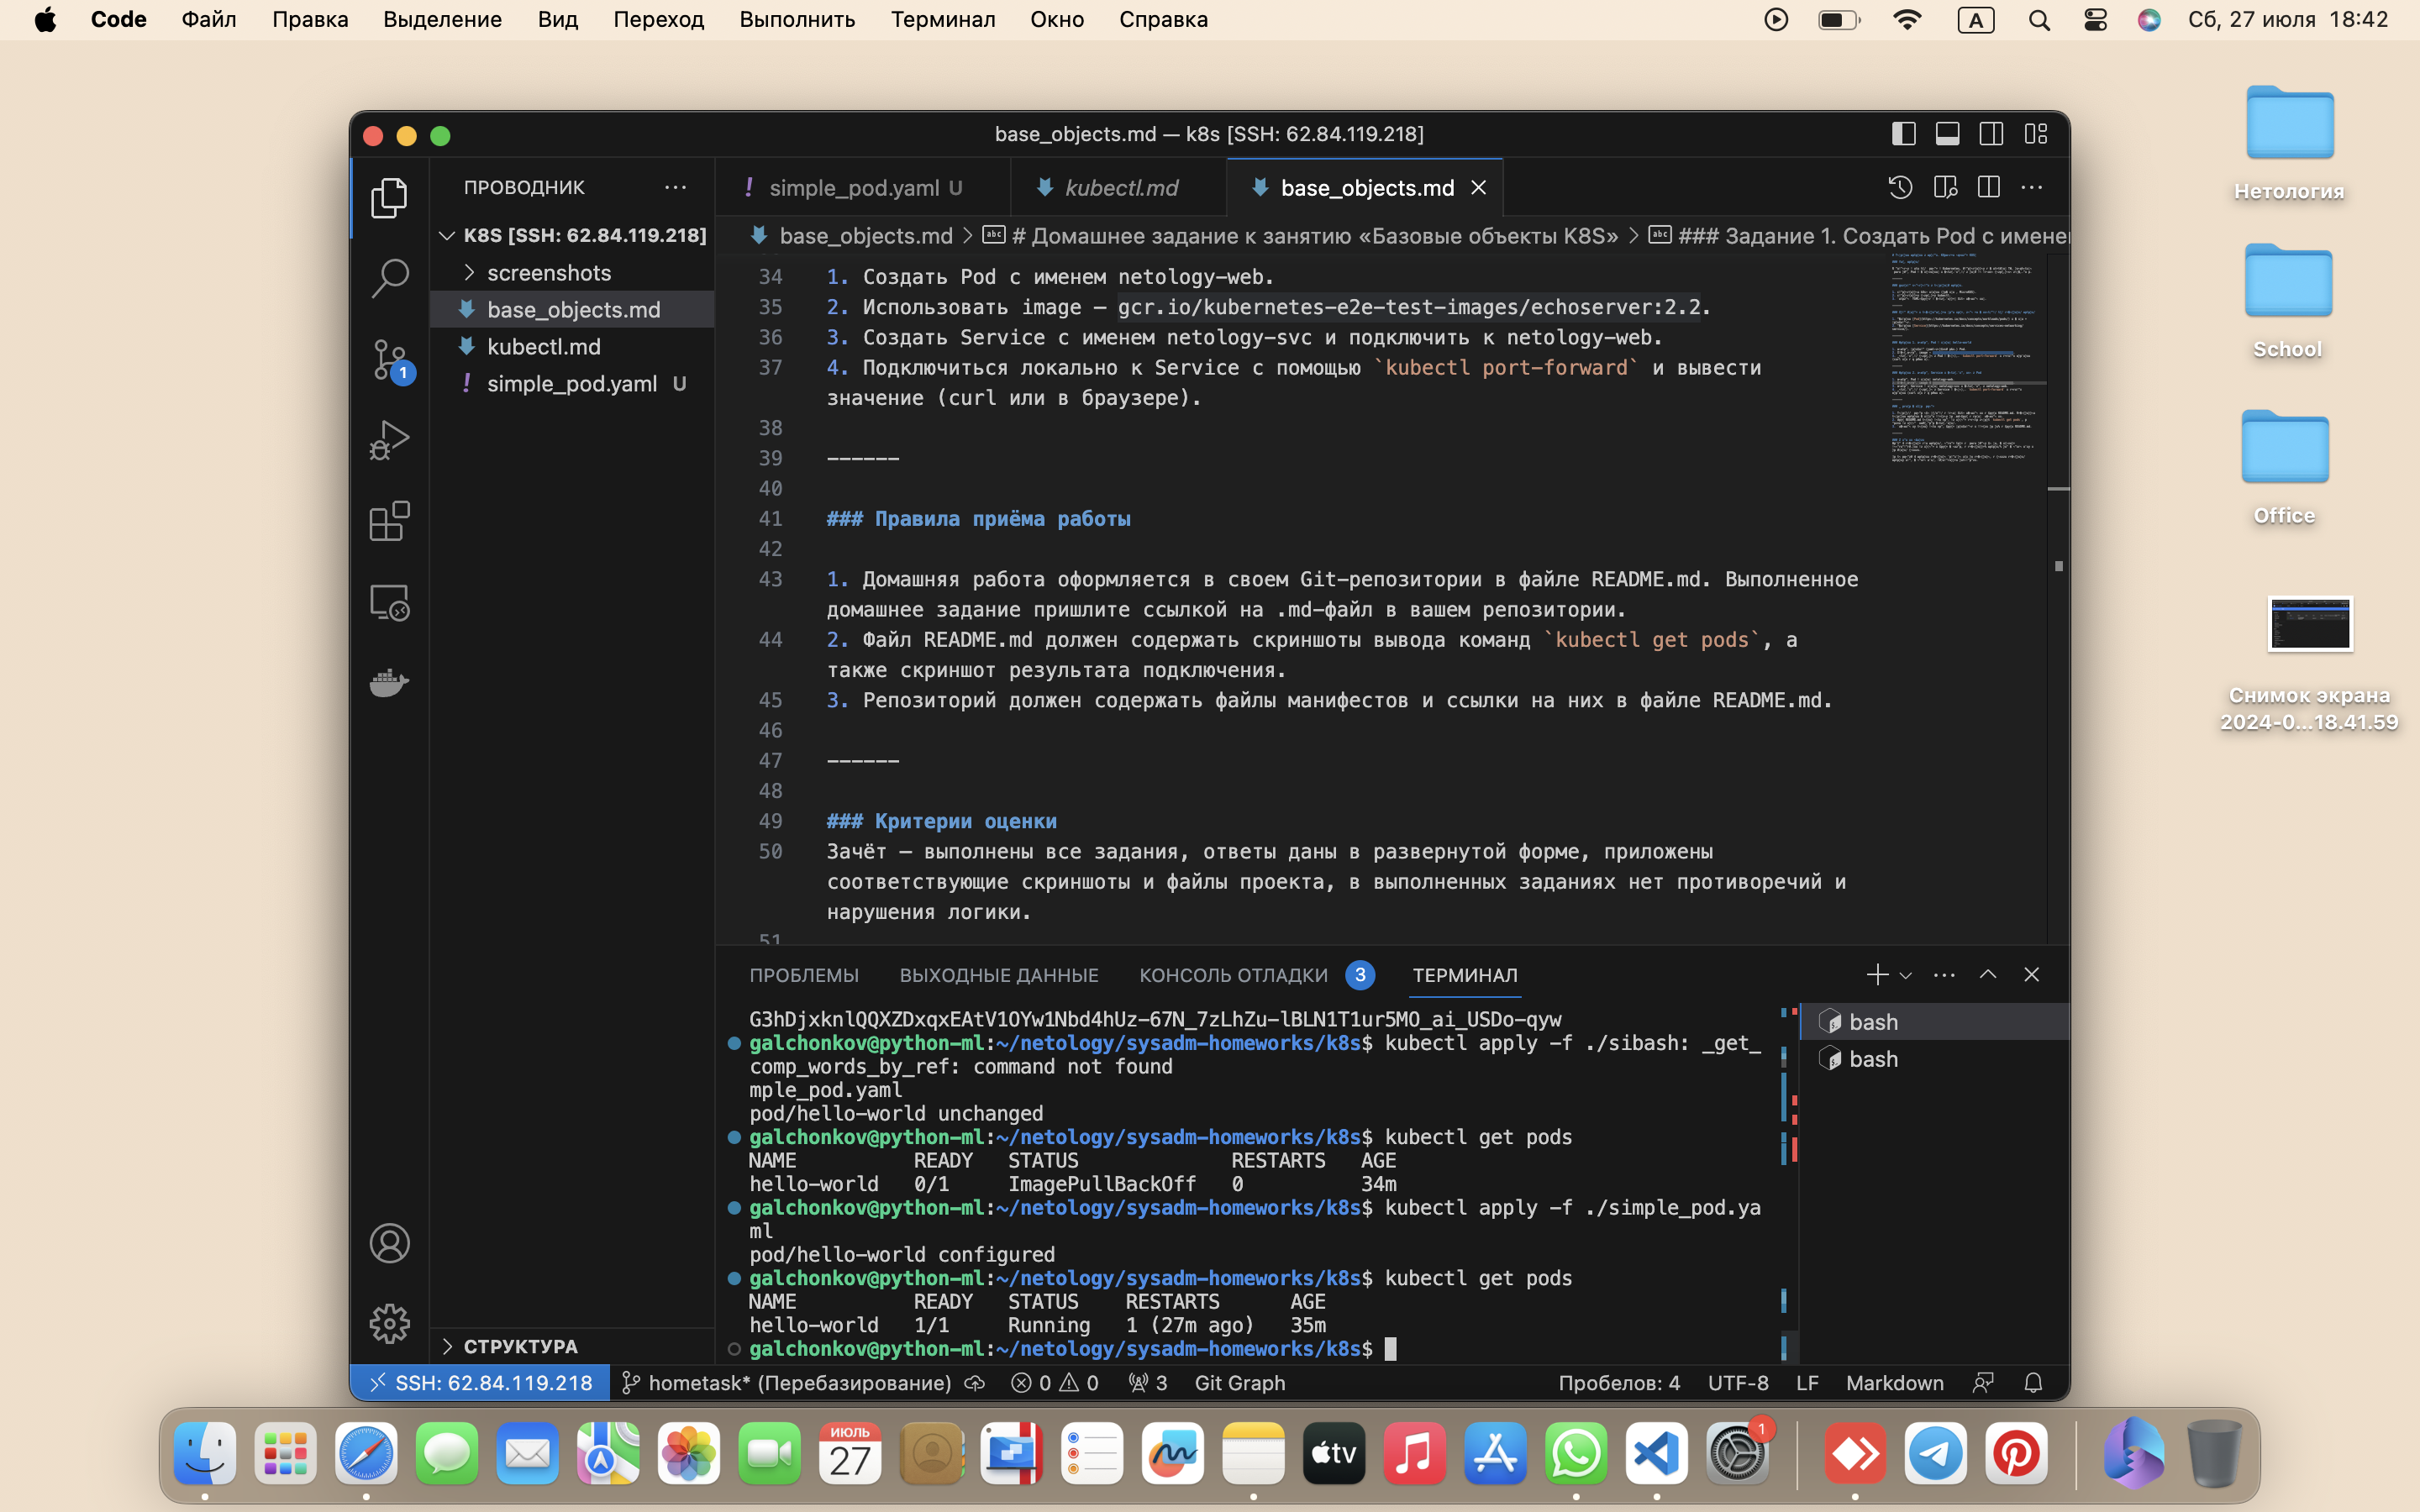 Code Файл Правка Выделение Вид Переход Выполнить Терминал Окно Справка
A Сб, 27 июля 18:42
Нетология
School
Office
Снимок экрана
2024-0...18.41.59
base_objects.md — k8s [SSH: 62.84.119.218]
ПРОВОДНИК
K8S [SSH: 62.84.119.218]
screenshots
base_objects.md
kubectl.md
! simple_pod.yaml U
1
СТРУКТУРА
! simple_pod.yaml U
kubectl.md
base_objects.md
base_objects.md > # Домашнее задание к занятию «Базовые объекты K8S» > ### Задание 1. Создать Pod с имене
34 1. Создать Pod с именем netology-web.
35 2. Использовать image — gcr.io/kubernetes-e2e-test-images/echoserver:2.2.
36 3. Создать Service с именем netology-svc и подключить к netology-web.
37 4. Подключиться локально к Service с помощью `kubectl port-forward` и вывести
значение (curl или в браузере).
38
39 ------
40
41 ### Правила приёма работы
42
43 1. Домашняя работа оформляется в своем Git-репозитории в файле README.md. Выполненное
домашнее задание пришлите ссылкой на .md-файл в вашем репозитории.
44 2. Файл README.md должен содержать скриншоты вывода команд `kubectl get pods`, а
также скриншот результата подключения.
45 3. Репозиторий должен содержать файлы манифестов и ссылки на них в файле README.md.
46
47 ------
48
49 ### Критерии оценки
50 Зачёт — выполнены все задания, ответы даны в развернутой форме, приложены
соответствующие скриншоты и файлы проекта, в выполненных заданиях нет противоречий и
нарушения логики.
51
ПРОБЛЕМЫ ВЫХОДНЫЕ ДАННЫЕ КОНСОЛЬ ОТЛАДКИ 3 ТЕРМИНАЛ
G3hDjxknlQQXZDxqxEAtV1OYw1Nbd4hUz-67N_7zLhZu-lBLN1T1ur5MO_ai_USDo-qyw
galchonkov@python-ml:~/netology/sysadm-homeworks/k8s$ kubectl apply -f ./sibash: _get_
comp_words_by_ref: command not found
mple_pod.yaml
pod/hello-world unchanged
galchonkov@python-ml:~/netology/sysadm-homeworks/k8s$ kubectl get pods
NAME READY STATUS RESTARTS AGE
hello-world 0/1 ImagePullBackOff 0 34m
galchonkov@python-ml:~/netology/sysadm-homeworks/k8s$ kubectl apply -f ./simple_pod.ya
ml
pod/hello-world configured
galchonkov@python-ml:~/netology/sysadm-homeworks/k8s$ kubectl get pods
NAME READY STATUS RESTARTS AGE
hello-world 1/1 Running 1 (27m ago) 35m
galchonkov@python-ml:~/netology/sysadm-homeworks/k8s$
bash
bash
SSH: 62.84.119.218 hometask* (Перебазирование) 0 0 3 Git Graph
Пробелов: 4 UTF-8 LF Markdown
ИЮЛЬ
27
tv
1